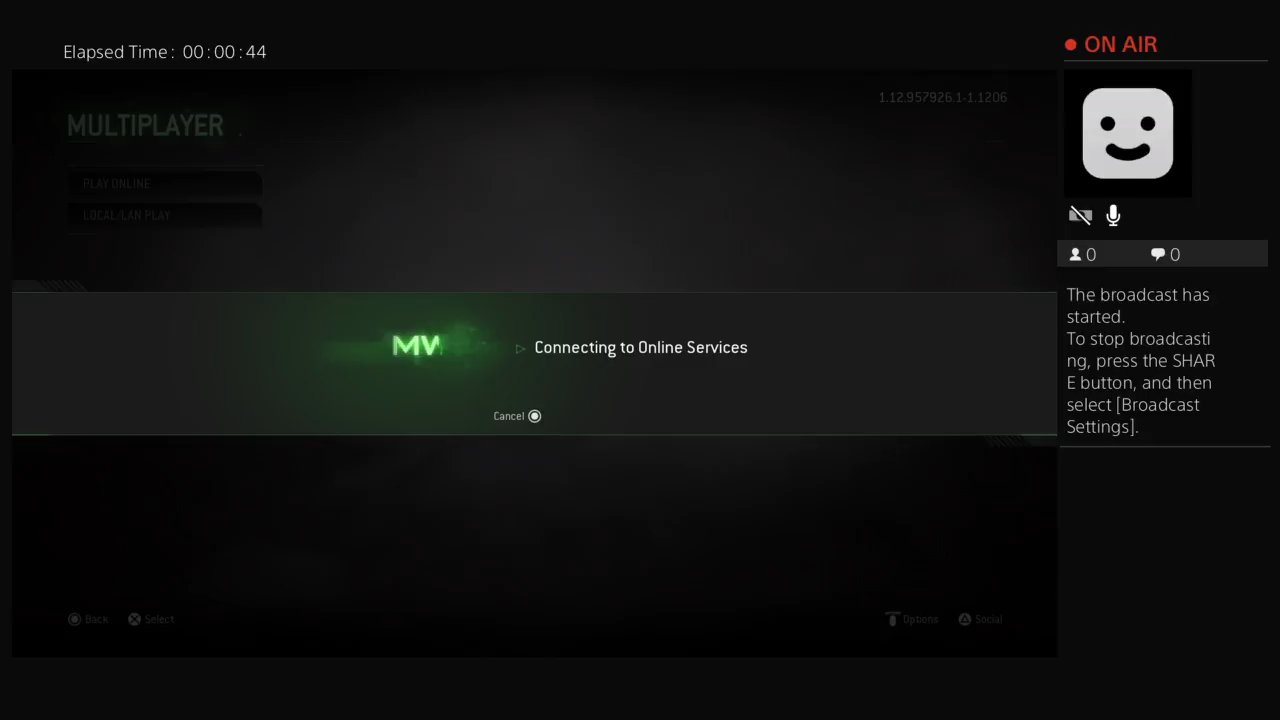 Elapsed Time: 00:00:44
ON AIR
1.12.957926.1-1.1206
MULTIPLAYER
PLAY ONLINE
LOCAL/LAN PLAY
0 0
The broadcast has
started.
To stop broadcasti
ng, press the SHAR
E button, and then
select [Broadcast
Settings].
MW
Connecting to Online Services
Cancel
Back Select Options Social